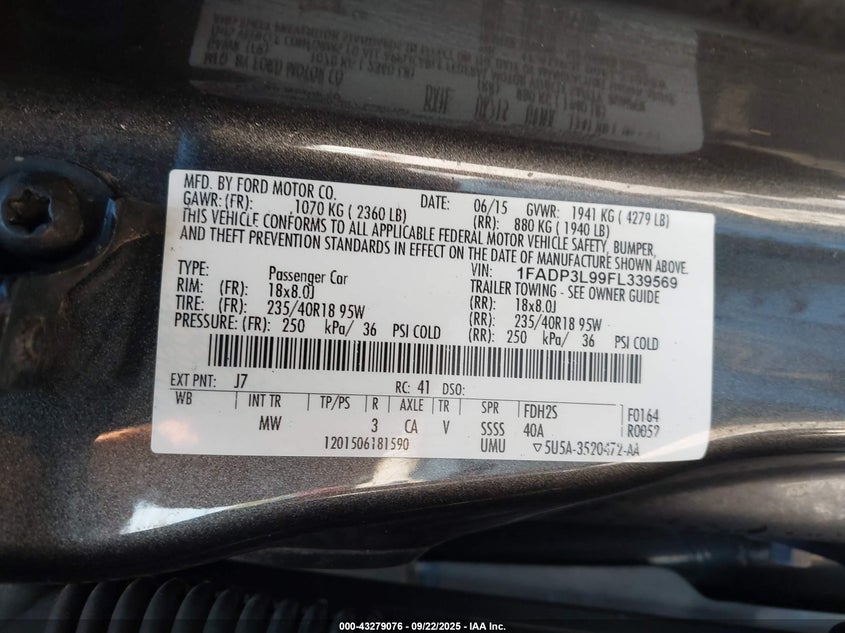 MFD. BY FORD MOTOR CO. DATE: 06/15 GVWR: 1941 KG ( 4279 LB)
GAWR: (FR): 1070 KG ( 2360 LB) (RR): 880 KG ( 1940 LB)
THIS VEHICLE CONFORMS TO ALL APPLICABLE FEDERAL MOTOR VEHICLE SAFETY, BUMPER,
AND THEFT PREVENTION STANDARDS IN EFFECT ON THE DATE OF MANUFACTURE SHOWN ABOVE.
VIN: 1FADP3L99FL339569
TYPE: Passenger Car TRAILER TOWING - SEE OWNER GUIDE
RIM: (FR): 18x8.0J (RR): 18x8.0J
TIRE: (FR): 235/40R18 95W (RR): 235/40R18 95W
PRESSURE: (FR): 250 kPa/ 36 PSI COLD (RR): 250 kPa/ 36 PSI COLD
EXT PNT: J7 RC: 41 DSO:
WB INT TR TP/PS R AXLE TR SPR FDH2S F0164
MW 3 CA V SSSS 40A R0052
1201506181590 UMU ▽5U5A-3520472-AA
000-43279076 - 09/22/2025 - IAA Inc.